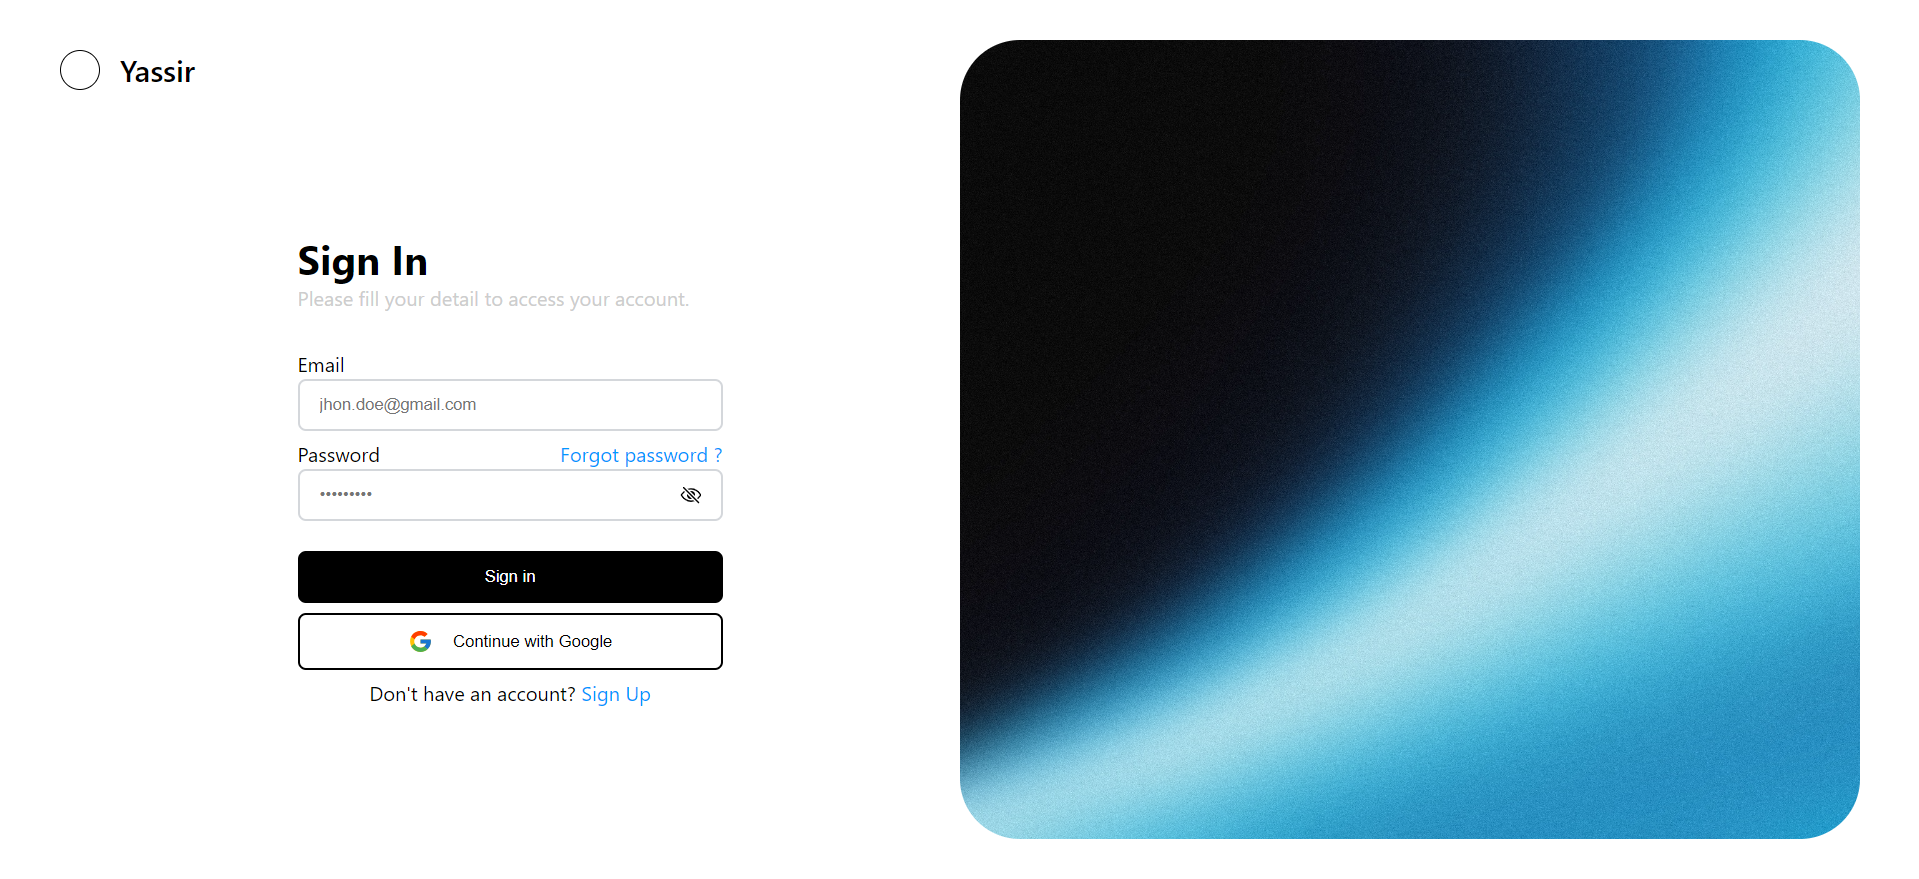 Yassir
Sign In
Please fill your detail to access your account.
Email
jhon.doe@gmail.com
Password Forgot password ?
•••••••••
Sign in
Continue with Google
Don't have an account? Sign Up